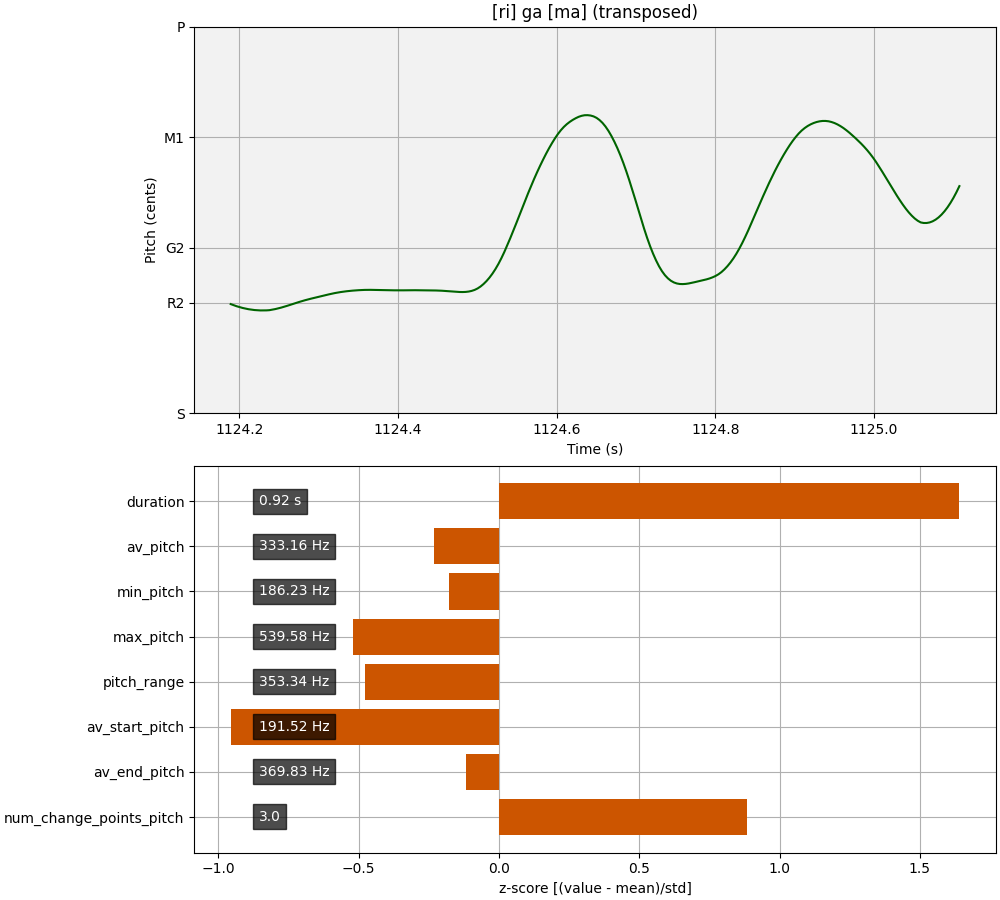 [ri] ga [ma] (transposed)
P
M1
G2
R2
S
Pitch (cents)
1124.2 1124.4 1124.6 1124.8 1125.0
Time (s)
duration 0.92 s
av_pitch 333.16 Hz
min_pitch 186.23 Hz
max_pitch 539.58 Hz
pitch_range 353.34 Hz
av_start_pitch 191.52 Hz
av_end_pitch 369.83 Hz
num_change_points_pitch 3.0
−1.0 −0.5 0.0 0.5 1.0 1.5
z-score [(value - mean)/std]